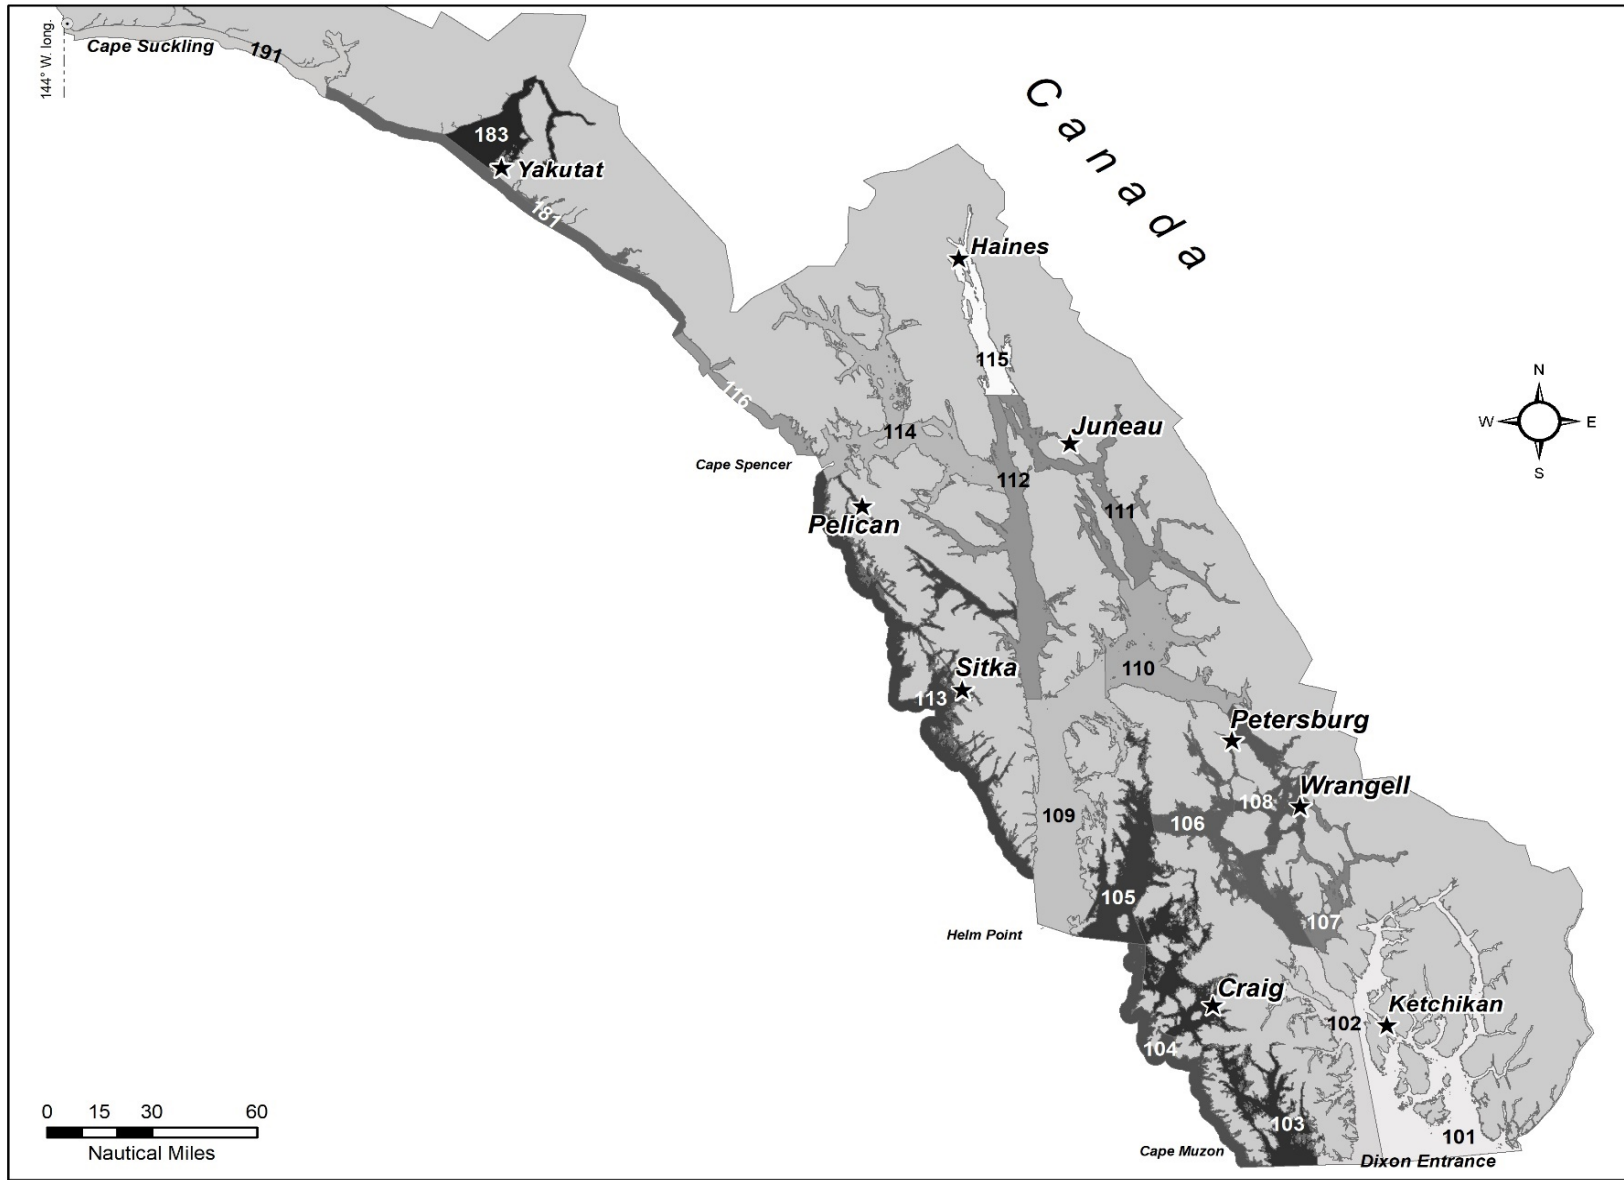 144° W. long.
Cape Suckling
191
Canada
183
Yakutat
181
Haines
115
116
N
W
E
S
114
Juneau
Cape Spencer
112
Pelican
111
Sitka
110
113
Petersburg
Wrangell
108
109
106
105
107
Helm Point
Craig
Ketchikan
102
104
0 15 30 60
Nautical Miles
103
101
Cape Muzon
Dixon Entrance